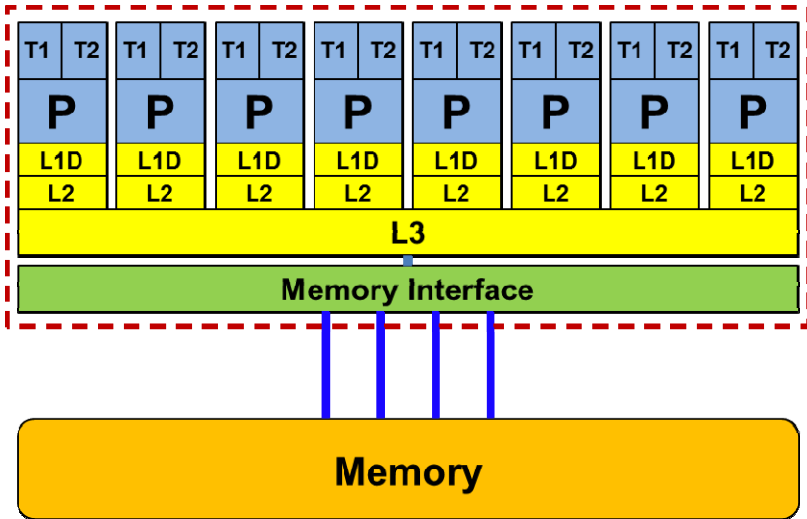 T1 T2 T1 T2 T1 T2 T1 T2 T1 T2 T1 T2 T1 T2 T1 T2
P P P P P P P P
L1D L1D L1D L1D L1D L1D L1D L1D
L2 L2 L2 L2 L2 L2 L2 L2
L3
Memory Interface
Memory